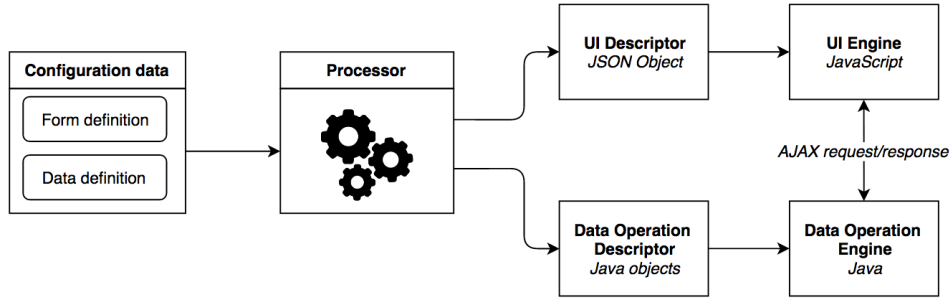 Configuration data
Form definition
Data definition
Processor
UI Descriptor
JSON Object
UI Engine
JavaScript
AJAX request/response
Data Operation
Descriptor
Java objects
Data Operation
Engine
Java